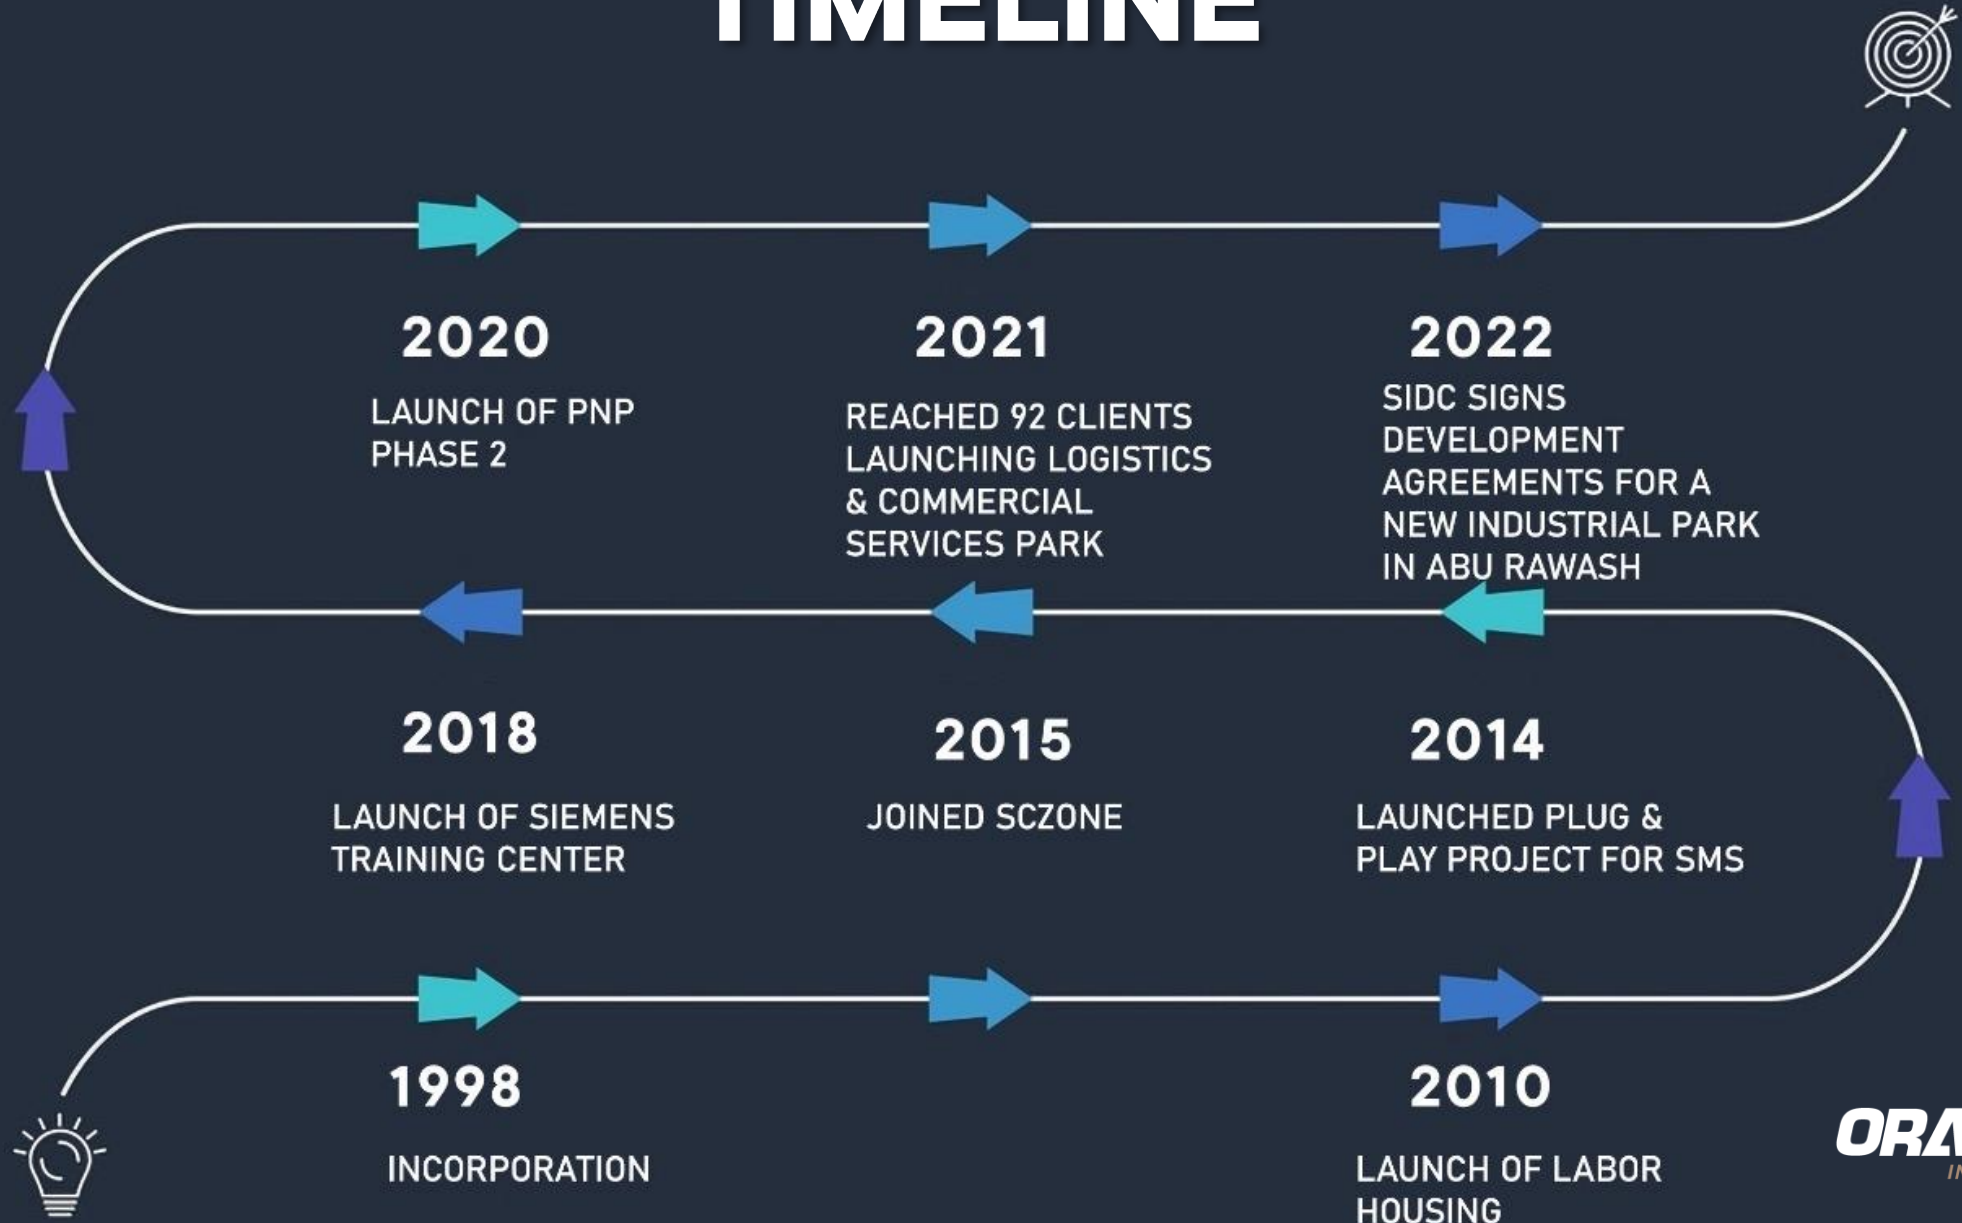 TIMELINE
2020
LAUNCH OF PNP
PHASE 2
2021
REACHED 92 CLIENTS
LAUNCHING LOGISTICS
& COMMERCIAL
SERVICES PARK
2022
SIDC SIGNS
DEVELOPMENT
AGREEMENTS FOR A
NEW INDUSTRIAL PARK
IN ABU RAWASH
2018
LAUNCH OF SIEMENS
TRAINING CENTER
2015
JOINED SCZONE
2014
LAUNCHED PLUG &
PLAY PROJECT FOR SMS
1998
INCORPORATION
2010
LAUNCH OF LABOR
HOUSING